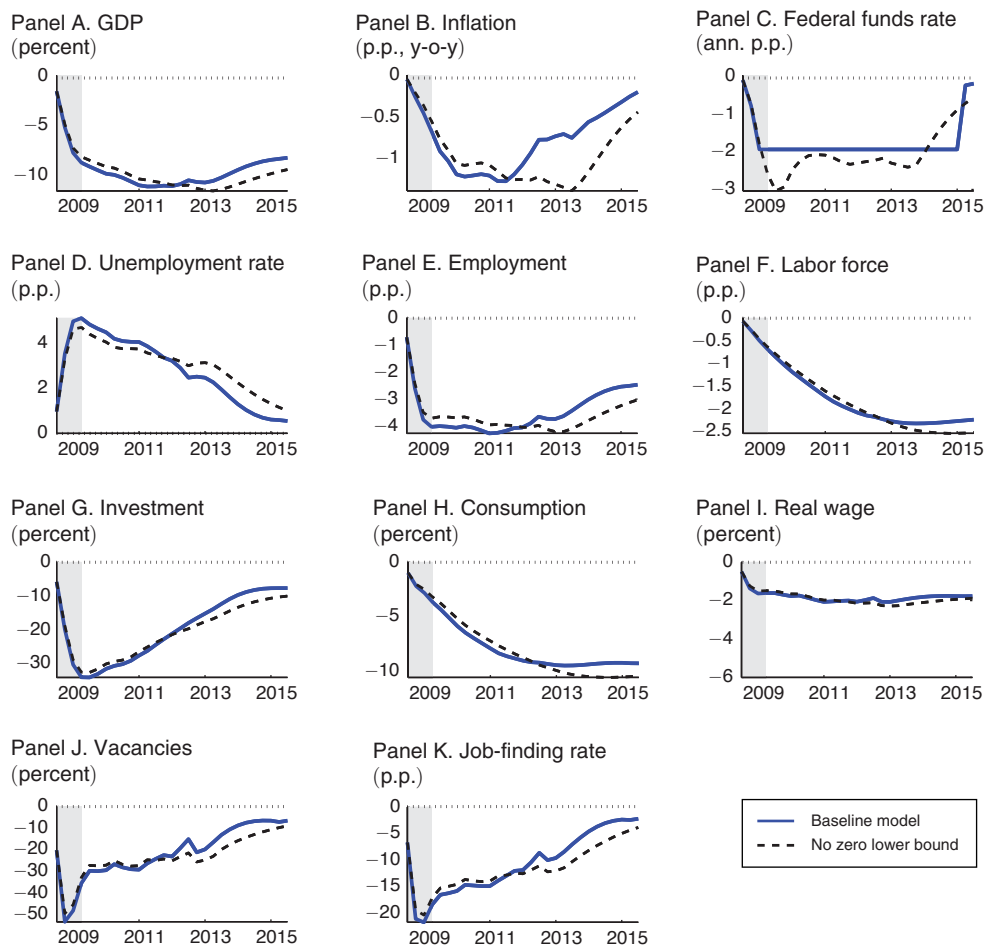 Panel A. GDP
(percent)
0
−5
−10
2009 2011 2013 2015
Panel B. Inflation
(p.p., y-o-y)
0
−0.5
−1
2009 2011 2013 2015
Panel C. Federal funds rate
(ann. p.p.)
0
−1
−2
−3
2009 2011 2013 2015
Panel D. Unemployment rate
(p.p.)
4
2
0
2009 2011 2013 2015
Panel E. Employment
(p.p.)
0
−1
−2
−3
−4
2009 2011 2013 2015
Panel F. Labor force
(p.p.)
0
−0.5
−1
−1.5
−2
−2.5
2009 2011 2013 2015
Panel G. Investment
(percent)
0
−10
−20
−30
2009 2011 2013 2015
Panel H. Consumption
(percent)
0
−5
−10
2009 2011 2013 2015
Panel I. Real wage
(percent)
0
−2
−4
−6
2009 2011 2013 2015
Panel J. Vacancies
(percent)
0
−10
−20
−30
−40
−50
2009 2011 2013 2015
Panel K. Job-finding rate
(p.p.)
0
−5
−10
−15
−20
2009 2011 2013 2015
Baseline model
No zero lower bound